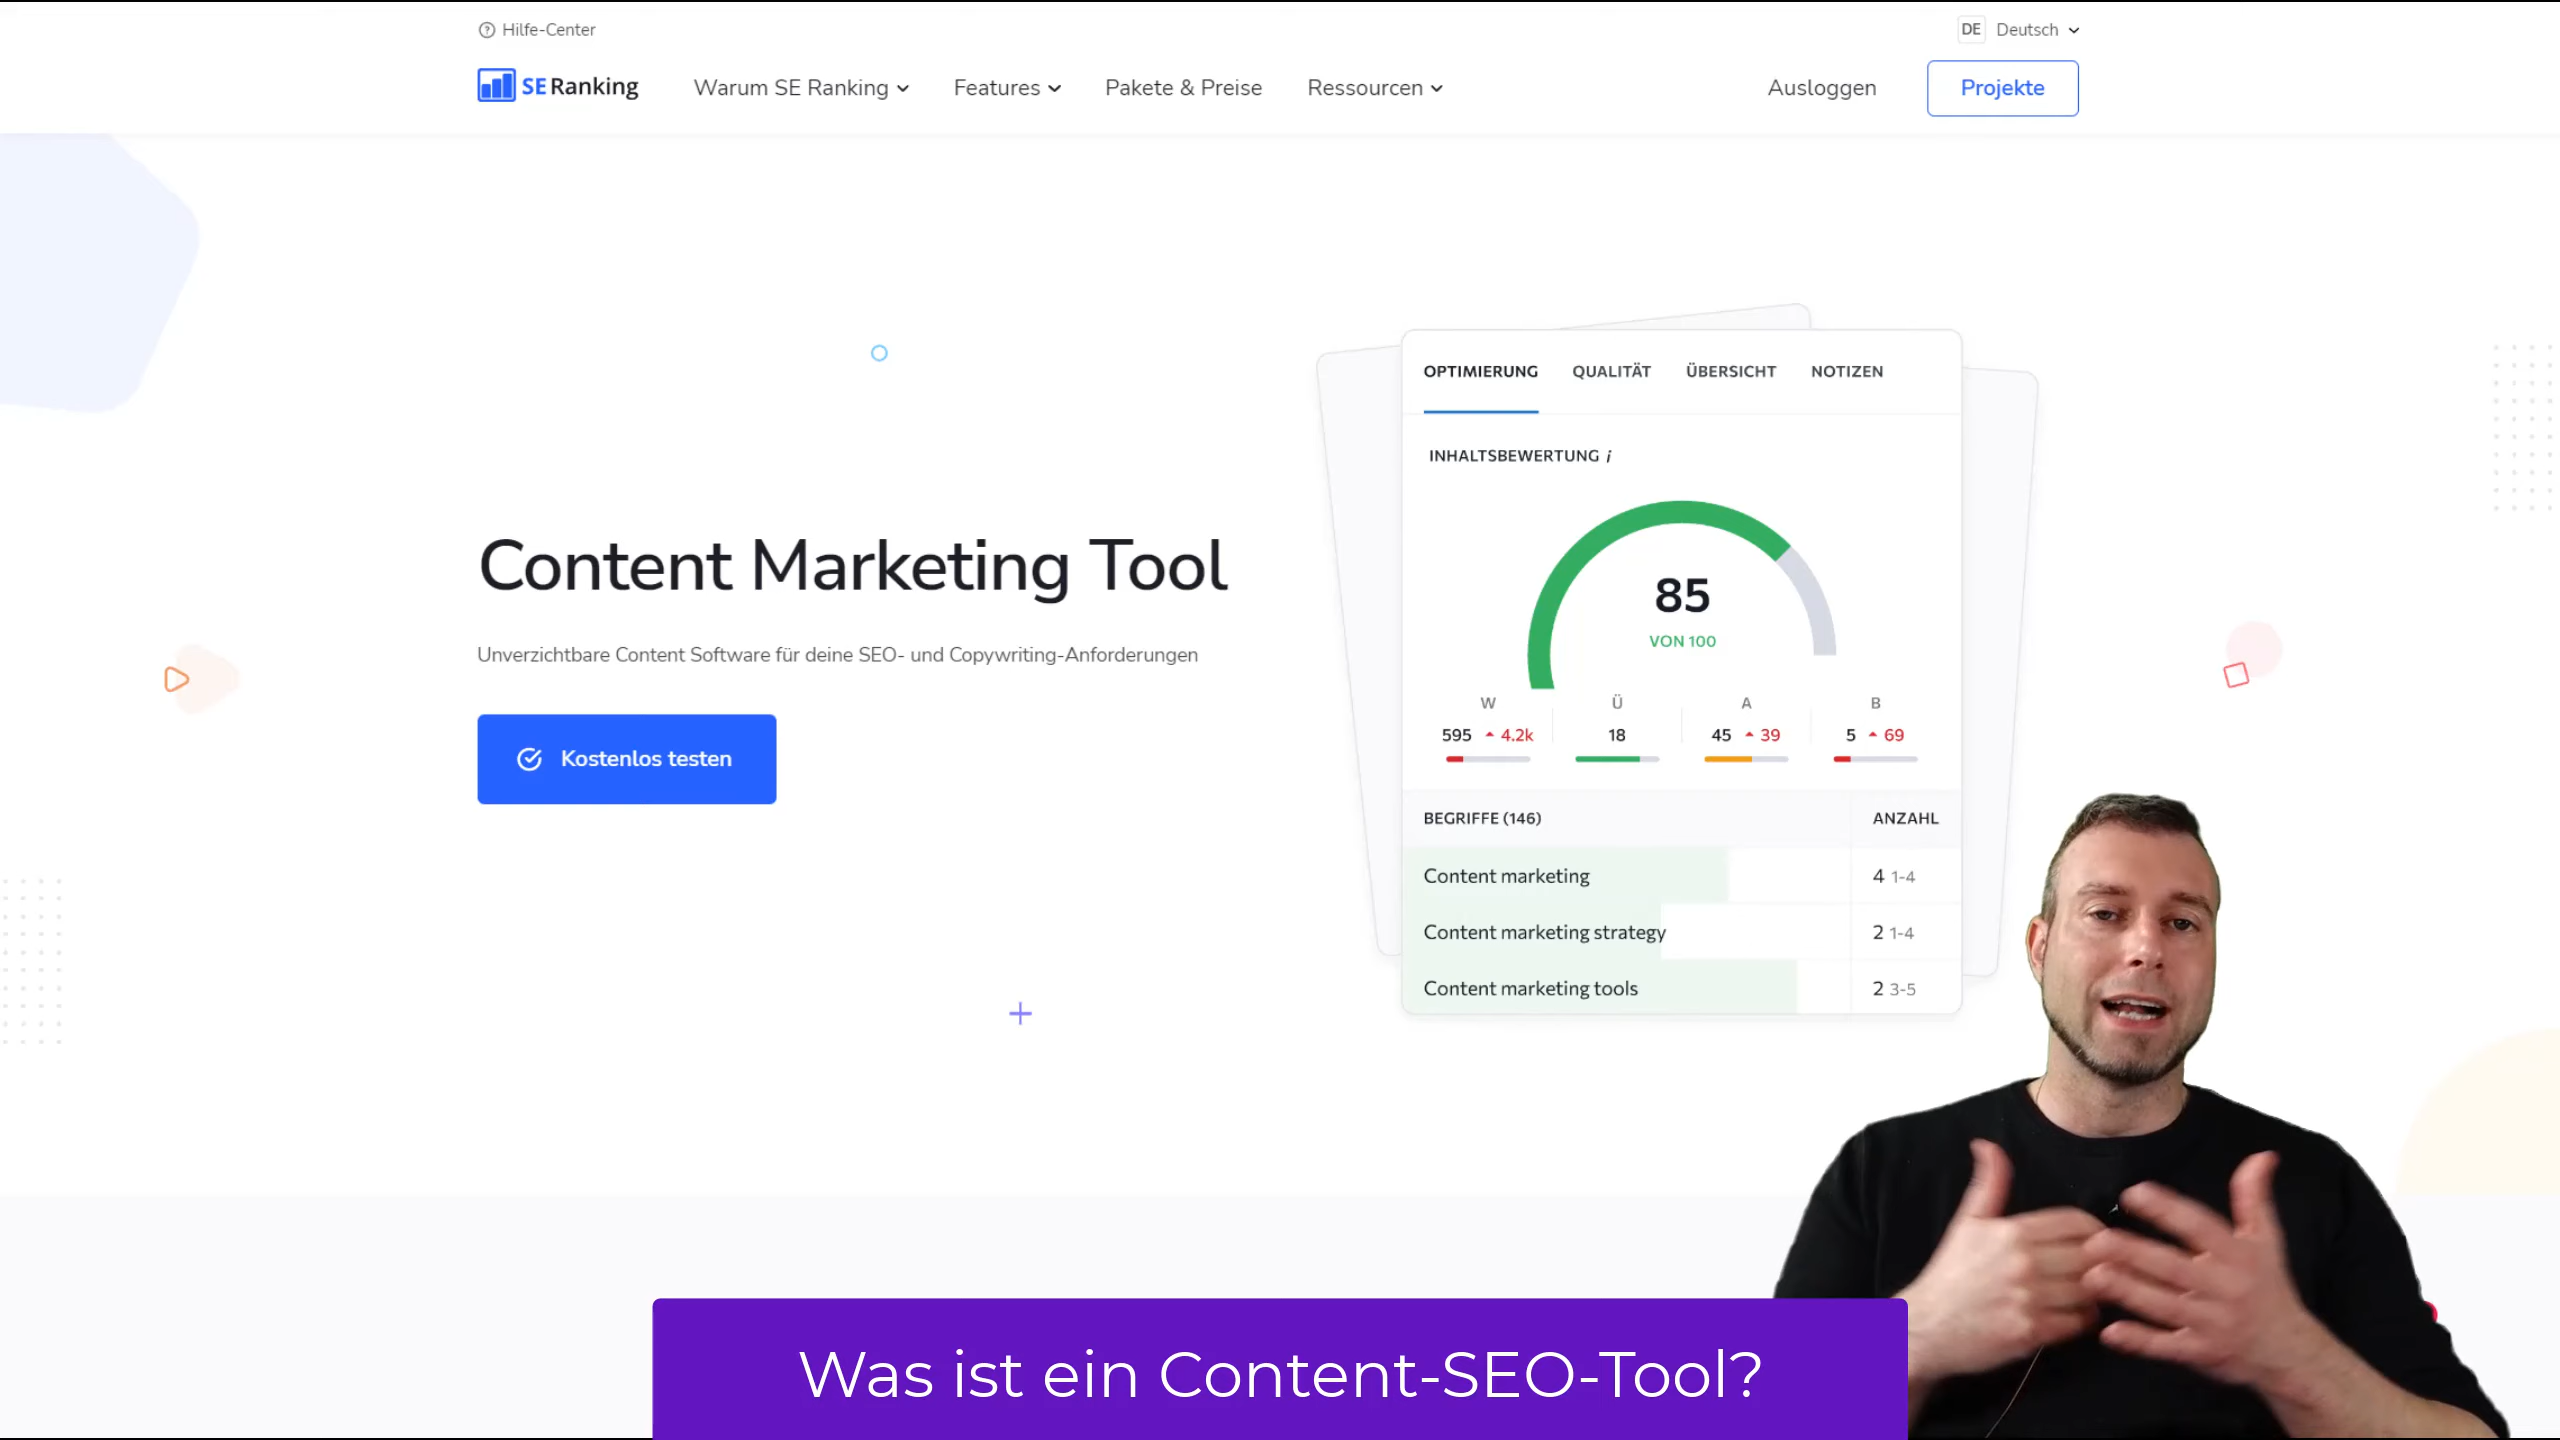 Hilfe-Center
DE Deutsch
SE Ranking Warum SE Ranking Features Pakete & Preise Ressourcen Ausloggen Projekte
Content Marketing Tool
Unverzichtbare Content Software für deine SEO- und Copywriting-Anforderungen
Kostenlos testen
OPTIMIERUNG QUALITÄT ÜBERSICHT NOTIZEN
INHALTSBEWERTUNG i
85
VON 100
W Ü A B
595 4.2k 18 45 39 5 69
BEGRIFFE (146) ANZAHL
Content marketing 4 1-4
Content marketing strategy 2 1-4
Content marketing tools 2 3-5
Was ist ein Content-SEO-Tool?